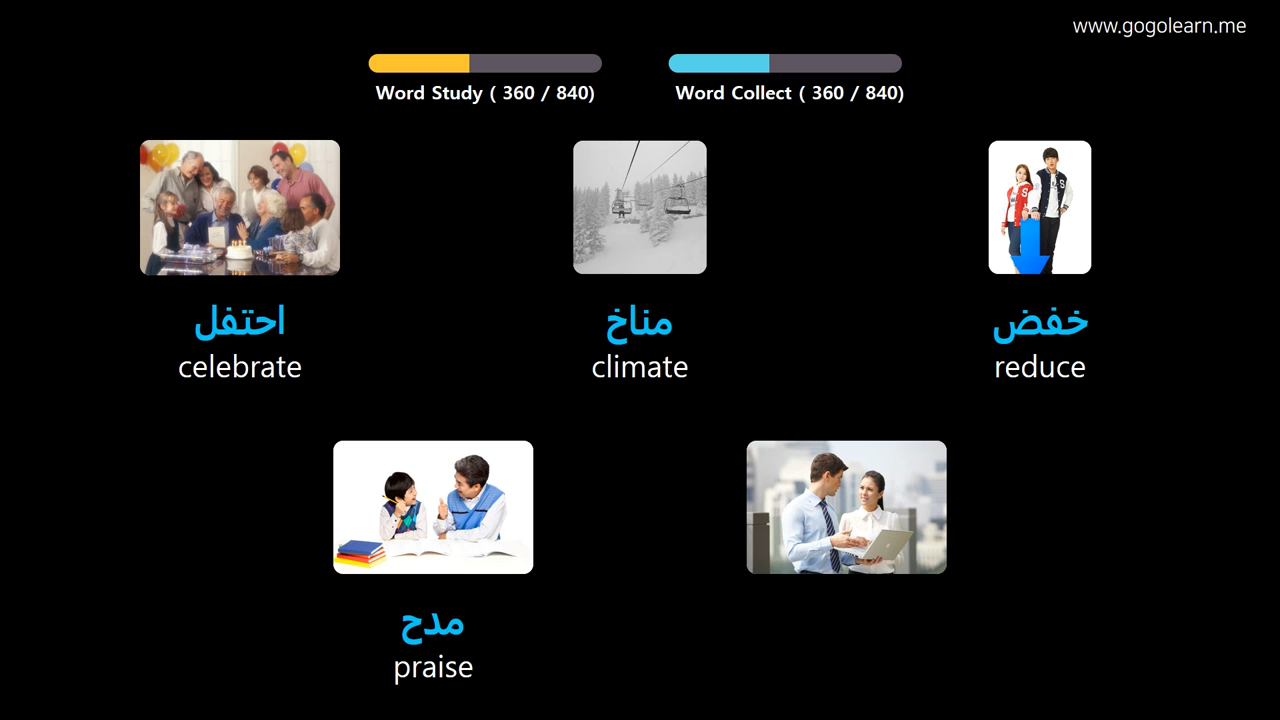 www.gogolearn.me
Word Study ( 360 / 840)
Word Collect ( 360 / 840)
احتفل
celebrate
مناخ
climate
خفض
reduce
مدح
praise